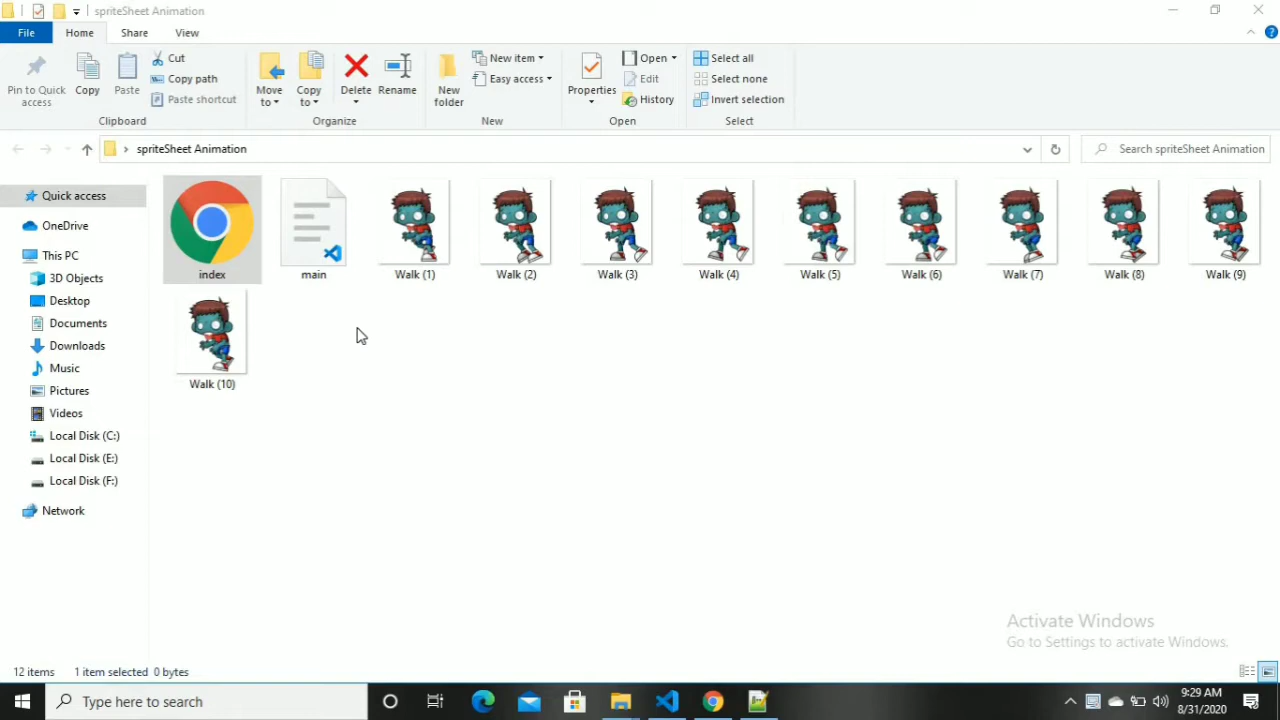 spriteSheet Animation
File
Home
Share
View
Pin to Quick access
Copy
Paste
Cut
Copy path
Paste shortcut
Clipboard
Move to
Copy to
Delete
Rename
Organize
New folder
New item
Easy access
New
Properties
Open
Edit
History
Open
Select all
Select none
Invert selection
Select
spriteSheet Animation
Search spriteSheet Animation
Quick access
OneDrive
This PC
3D Objects
Desktop
Documents
Downloads
Music
Pictures
Videos
Local Disk (C:)
Local Disk (E:)
Local Disk (F:)
Network
index
main
Walk (1)
Walk (2)
Walk (3)
Walk (4)
Walk (5)
Walk (6)
Walk (7)
Walk (8)
Walk (9)
Walk (10)
Activate Windows
Go to Settings to activate Windows.
12 items
1 item selected 0 bytes
Type here to search
9:29 AM
8/31/2020